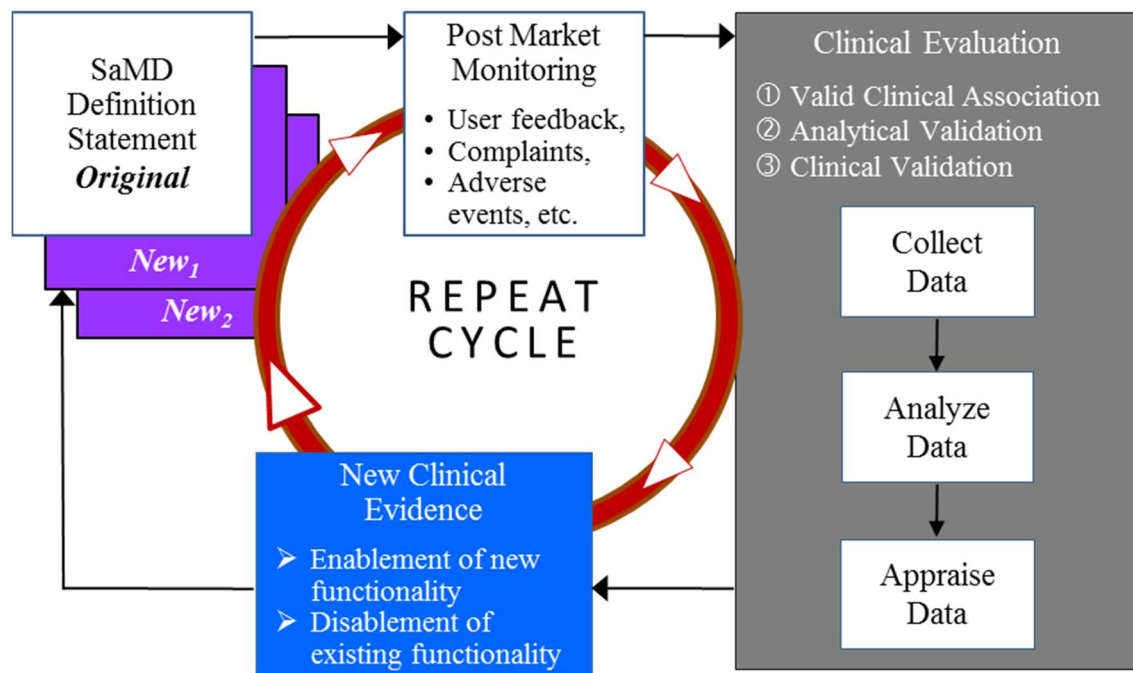 SaMD
Definition
Statement
Original
New₁
New₂
Post Market
Monitoring
• User feedback,
• Complaints,
• Adverse
events, etc.
REPEAT
CYCLE
Clinical Evaluation
① Valid Clinical Association
② Analytical Validation
③ Clinical Validation
Collect
Data
Analyze
Data
Appraise
Data
New Clinical
Evidence
➢ Enablement of new
functionality
➢ Disablement of
existing functionality